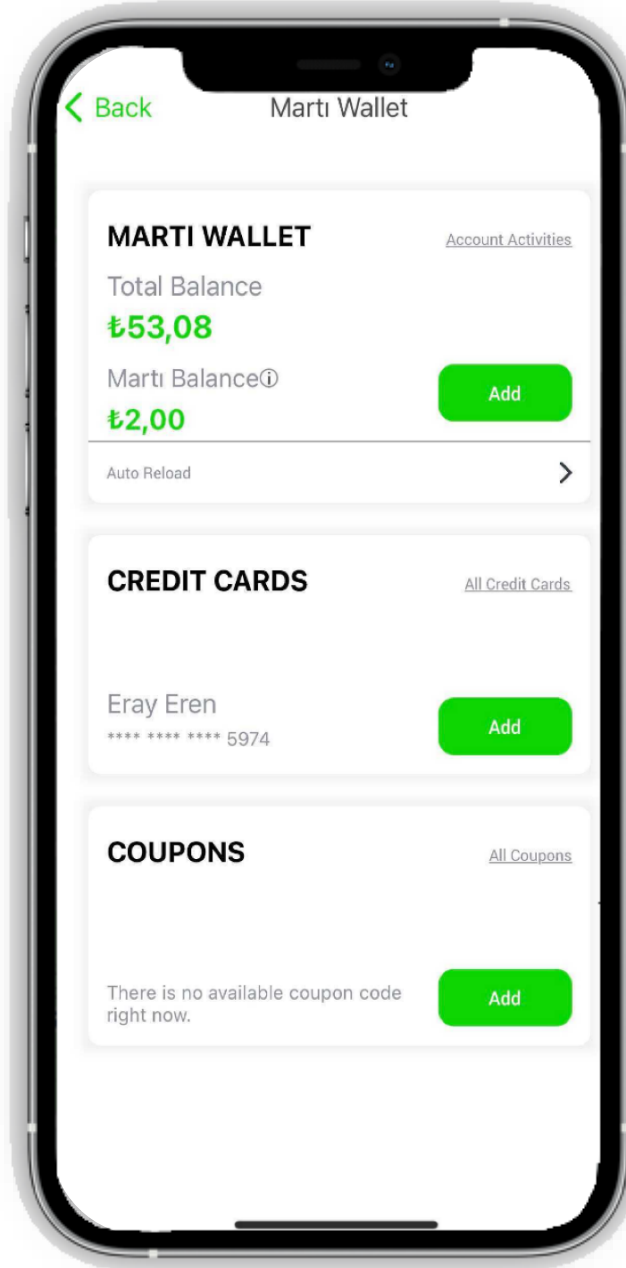 Back
Martı Wallet
MARTI WALLET
Account Activities
Total Balance
₺53,08
Martı Balanceⓘ
Add
₺2,00
Auto Reload
CREDIT CARDS
All Credit Cards
Eray Eren
**** **** **** 5974
Add
COUPONS
All Coupons
There is no available coupon code
right now.
Add